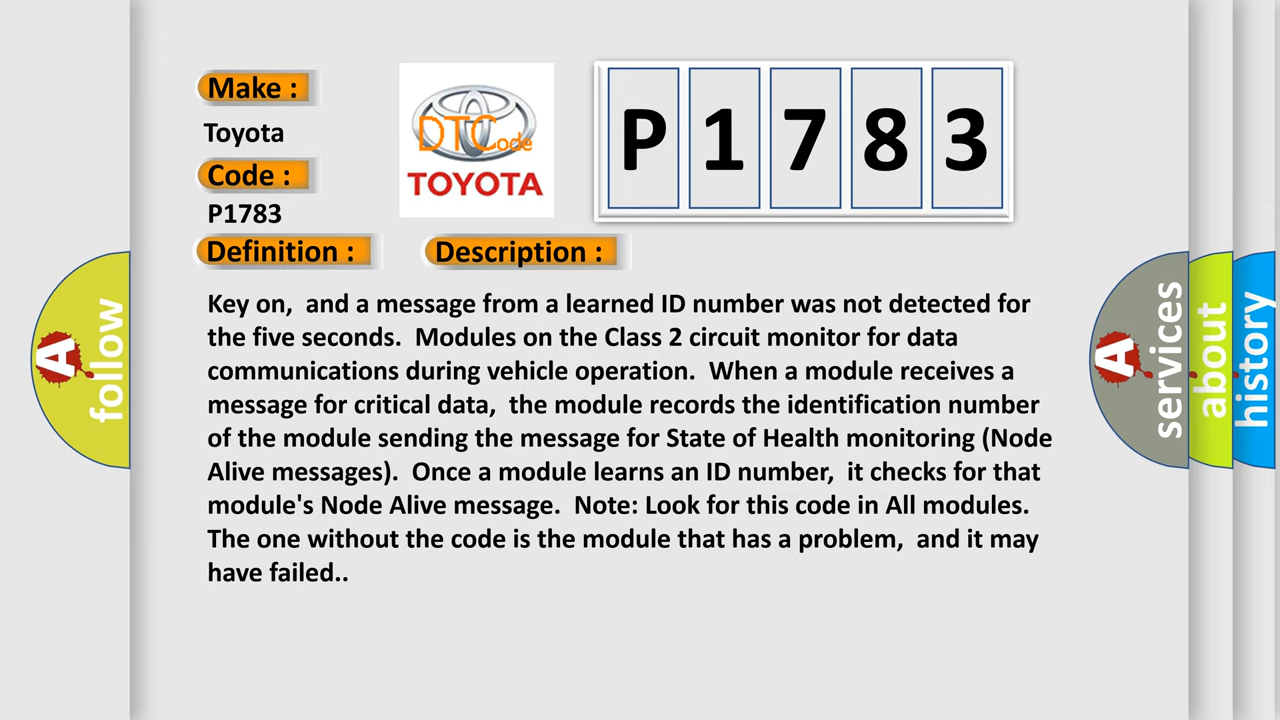 Make :
Toyota
Code :
P1783
DTCode
TOYOTA
P 1 7 8 3
Definition :
Description :
Key on,  and a message from a learned ID number was not detected for
the five seconds  Modules on the Class 2 circuit monitor for data
communications during vehicle operation  When a module receives a
message for critical data,  the module records the identification number
of the module sending the message for State of Health monitoring (Node
Alive messages)  Once a module learns an ID number,  it checks for that
module's Node Alive message  Note: Look for this code in All modules.
The one without the code is the module that has a problem,  and it may
have failed..
A follow
A services
about
history